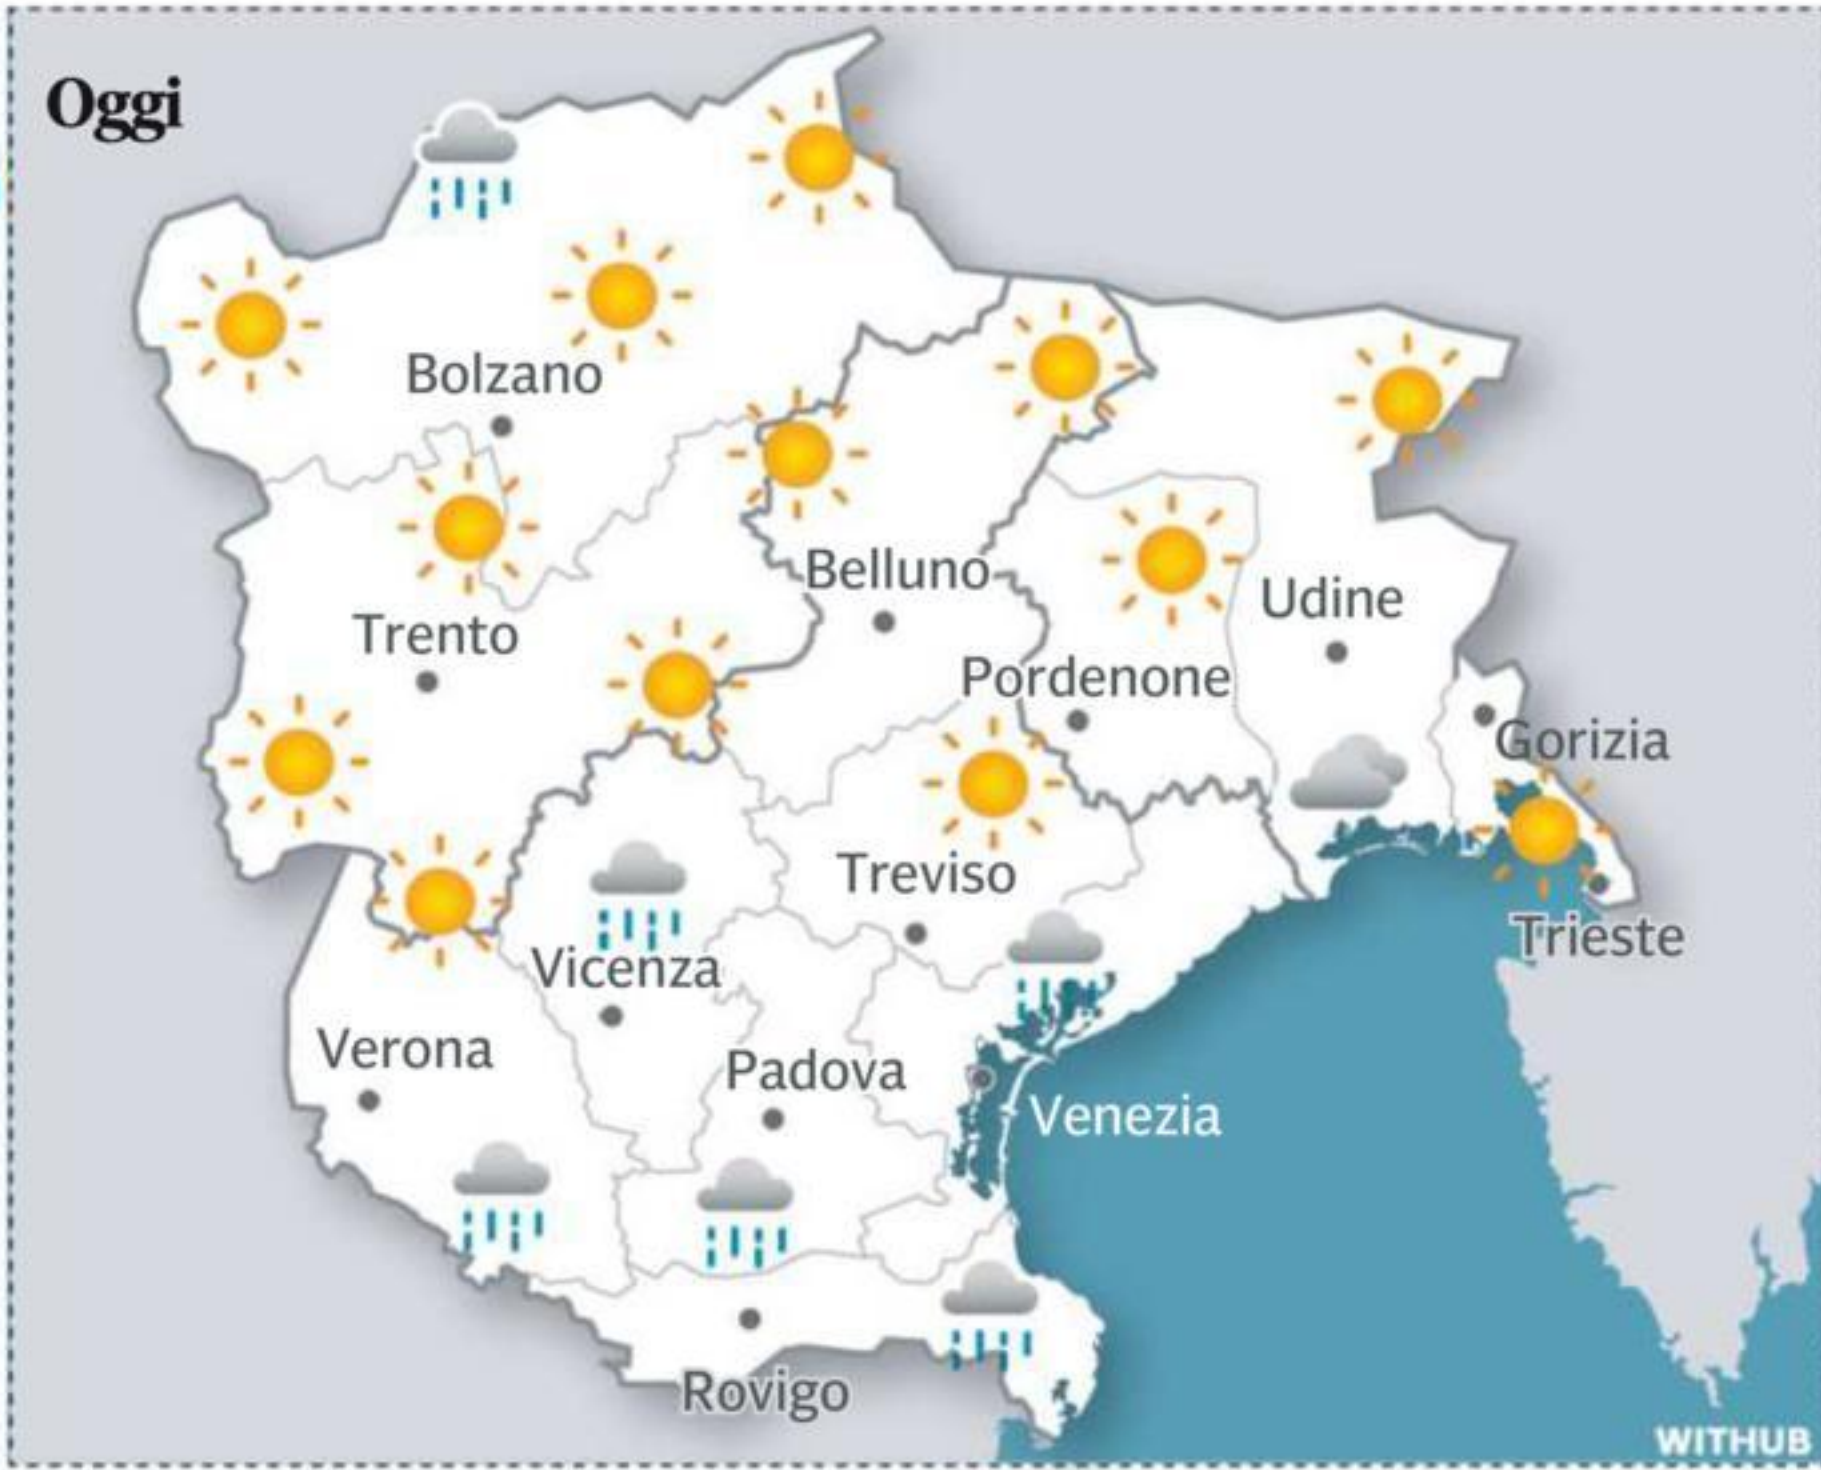 Oggi
Bolzano
Belluno
Udine
Trento
Pordenone
Gorizia
Treviso
Trieste
Vicenza
Verona
Padova
Venezia
Rovigo
WITHUB